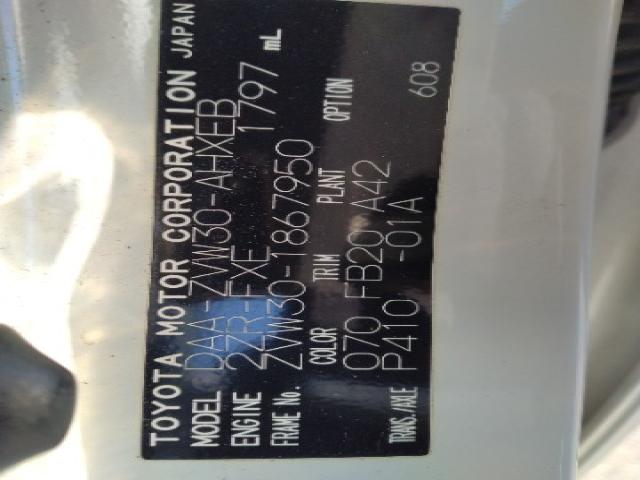 TOYOTA MOTOR CORPORATION JAPAN
MODEL DAA-ZVW30-AHXEB
ENGINE 2ZR-FXE 1797 mL
FRAME No. ZVW30-1867950
COLOR TRIM PLANT OPTION
070 FB20 A42
TRANS./AXLE P410 -01A 608